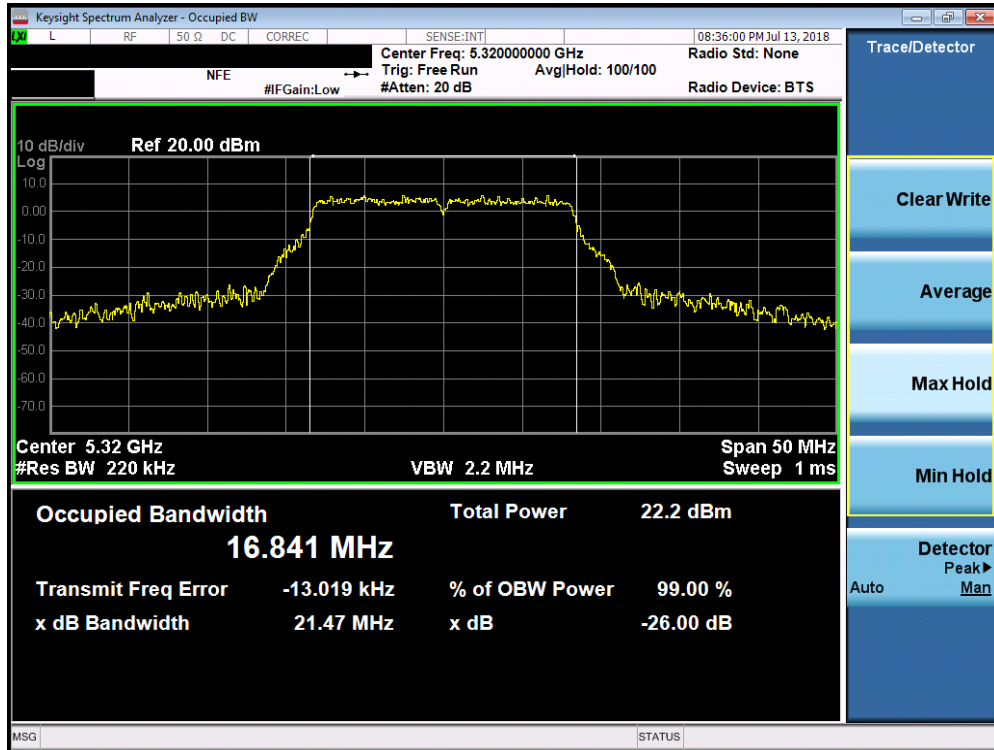 Keysight Spectrum Analyzer - Occupied BW
LXI L RF 50 Ω DC CORREC SENSE:INT 08:36:00 PM Jul 13, 2018
Center Freq: 5.320000000 GHz Radio Std: None
NFE Trig: Free Run Avg|Hold: 100/100
#IFGain:Low #Atten: 20 dB Radio Device: BTS
Trace/Detector
10 dB/div Ref 20.00 dBm
Log
10.0
0.00
-10.0
-20.0
-30.0
-40.0
-50.0
-60.0
-70.0
Center 5.32 GHz Span 50 MHz
#Res BW 220 kHz VBW 2.2 MHz Sweep 1 ms
Occupied Bandwidth Total Power 22.2 dBm
16.841 MHz
Transmit Freq Error -13.019 kHz % of OBW Power 99.00 %
x dB Bandwidth 21.47 MHz x dB -26.00 dB
Clear Write
Average
Max Hold
Min Hold
Detector
Peak▶
Auto Man
MSG STATUS